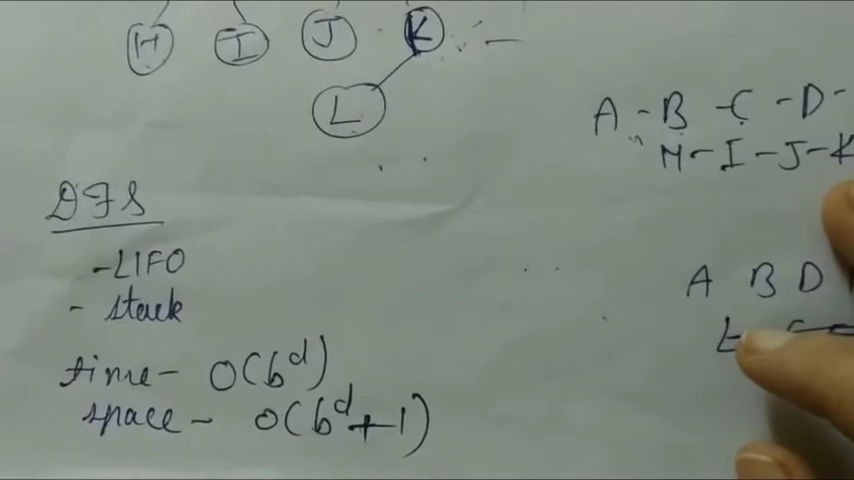 H I J K
L
A - B - C - D -
H - I - J - K
DFS
- LIFO
- stack
A B D
time - O(b^d)
space - O(b^d + 1)